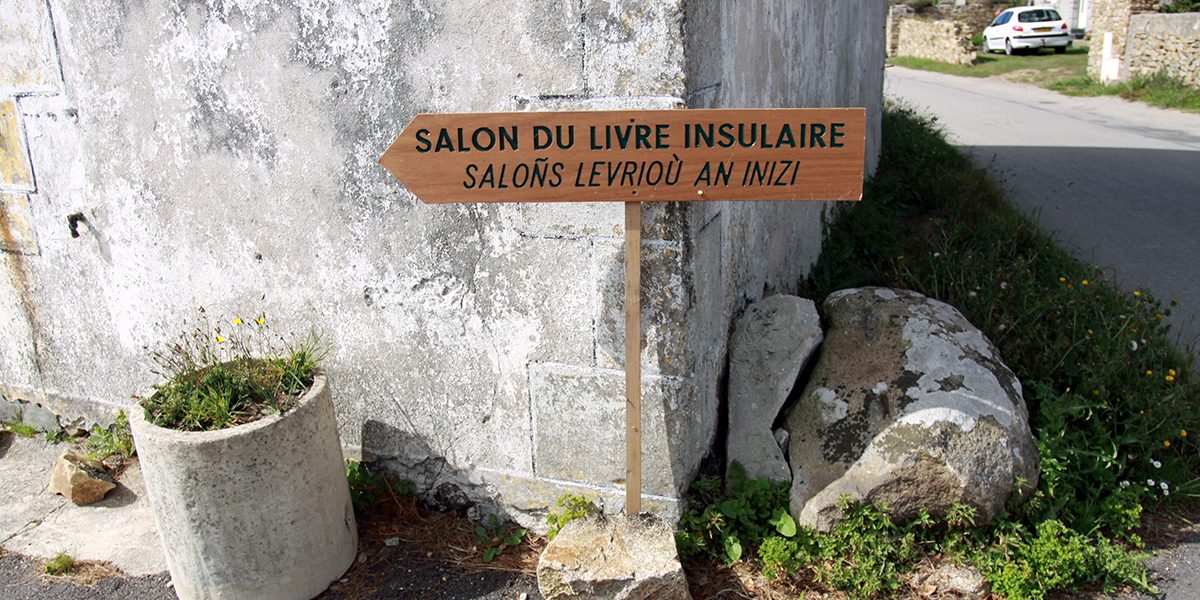 SALON DU LIVRE INSULAIRE
SALOÑS LEVRIOÙ AN INIZI